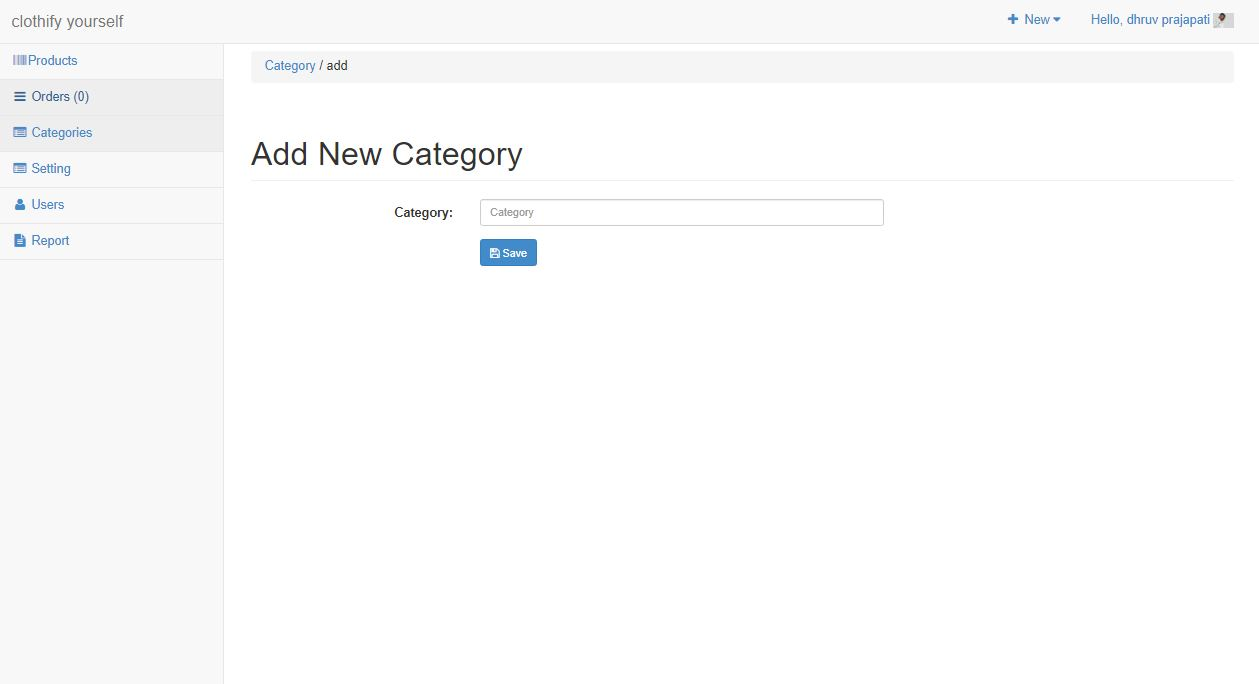 clothify yourself
New
Hello, dhruv prajapati
Products
Orders (0)
Categories
Setting
Users
Report
Category / add
Add New Category
Category: Category
Save